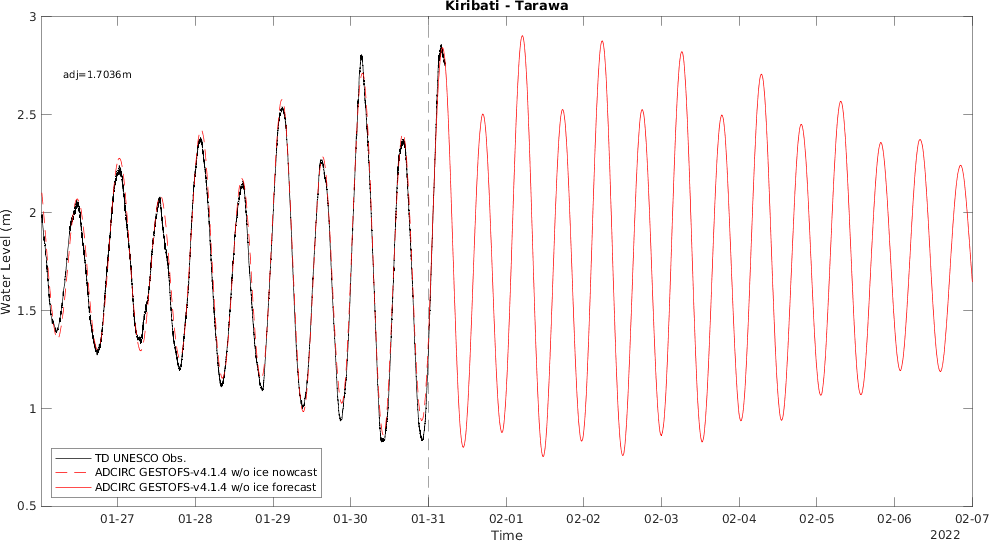 Kiribati - Tarawa
3
adj=1.7036m
2.5
2
Water Level (m)
1.5
1
TD UNESCO Obs.
ADCIRC GESTOFS-v4.1.4 w/o ice nowcast
ADCIRC GESTOFS-v4.1.4 w/o ice forecast
0.5
01-27 01-28 01-29 01-30 01-31 02-01 02-02 02-03 02-04 02-05 02-06 02-07
Time
2022